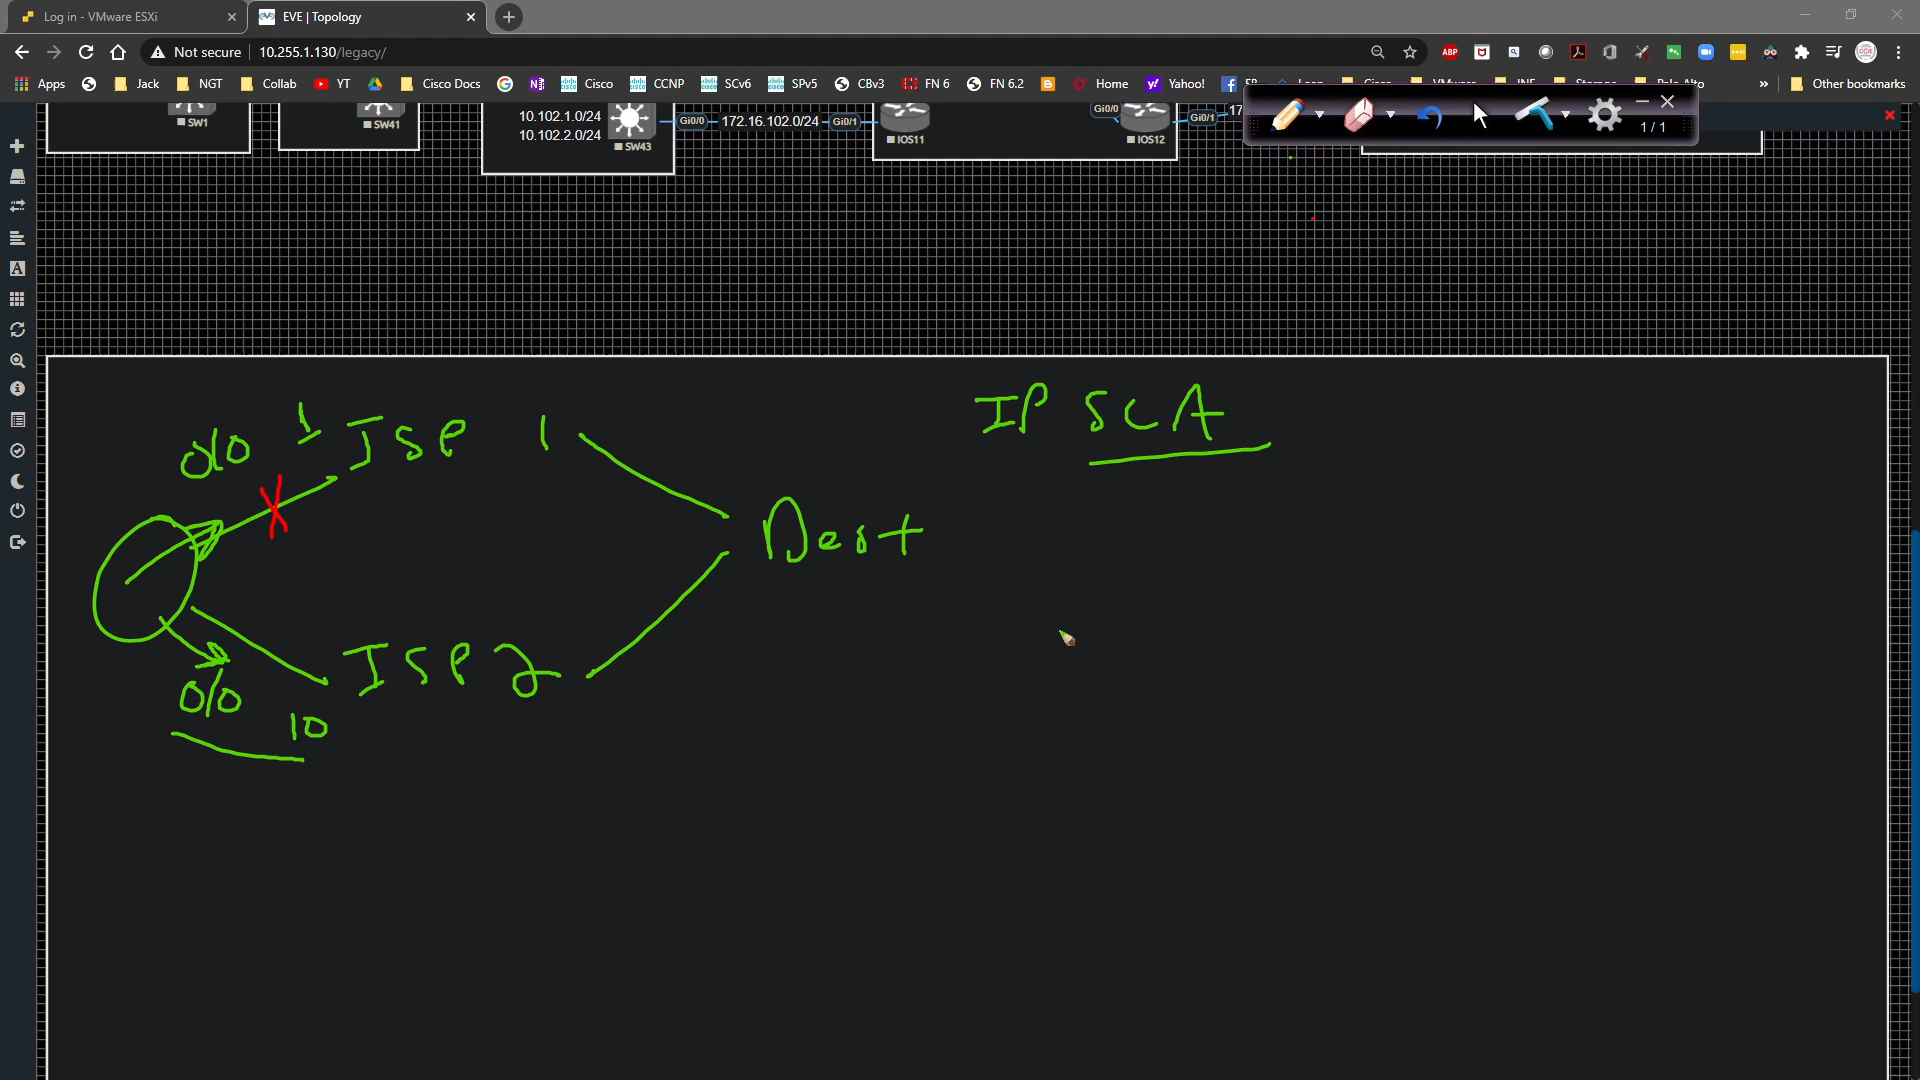 Log in - VMware ESXi
EVE | Topology
Not secure
10.255.1.130/legacy/
ABP
Apps
Jack
NGT
Collab
YT
Cisco Docs
Cisco
CCNP
SCv6
SPv5
CBv3
FN 6
FN 6.2
Home
Yahoo!
Other bookmarks
1 / 1
SW1
SW41
10.102.1.0/24
10.102.2.0/24
SW43
Gi0/0
172.16.102.0/24
Gi0/1
IOS11
Gi0/0
IOS12
Gi0/1
17
IP SLA
0/0 1 ISP 1
Dest
ISP 2
0/0
10